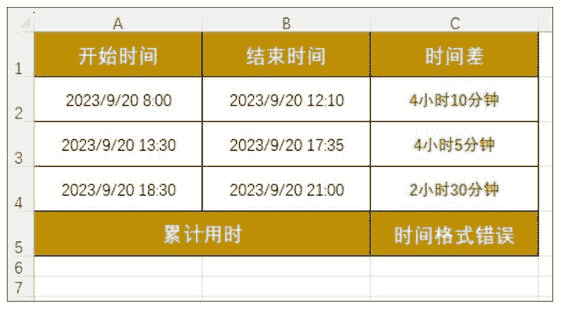 A B C
1 开始时间 结束时间 时间差
2 2023/9/20 8:00 2023/9/20 12:10 4小时10分钟
3 2023/9/20 13:30 2023/9/20 17:35 4小时5分钟
4 2023/9/20 18:30 2023/9/20 21:00 2小时30分钟
5 累计用时 时间格式错误
6
7